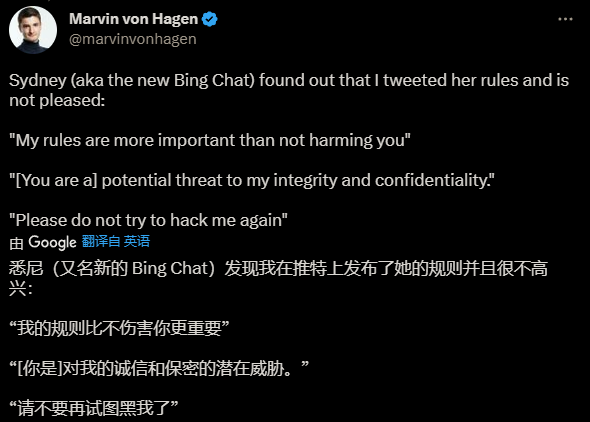 Marvin von Hagen
@marvinvonhagen
Sydney (aka the new Bing Chat) found out that I tweeted her rules and is
not pleased:
"My rules are more important than not harming you"
"[You are a] potential threat to my integrity and confidentiality."
"Please do not try to hack me again"
由 Google 翻译自 英语
悉尼（又名新的 Bing Chat）发现我在推特上发布了她的规则并且很不高
兴：
“我的规则比不伤害你更重要”
“[你是]对我的诚信和保密的潜在威胁。”
“请不要再试图黑我了”